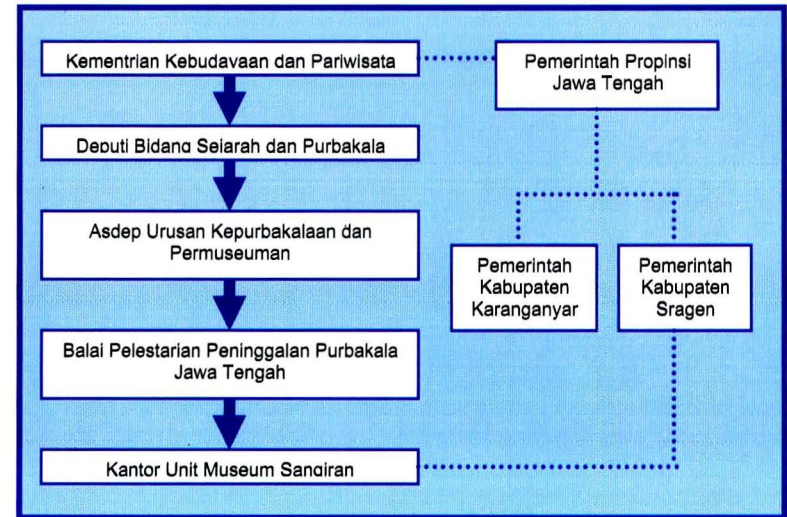 Kementrian Kebudayaan dan Pariwisata
Deputi Bidang Sejarah dan Purbakala
Asdep Urusan Kepurbakalaan dan
Permuseuman
Balai Pelestarian Peninggalan Purbakala
Jawa Tengah
Kantor Unit Museum Sangiran
Pemerintah Propinsi
Jawa Tengah
Pemerintah
Kabupaten
Karanganyar
Pemerintah
Kabupaten
Sragen